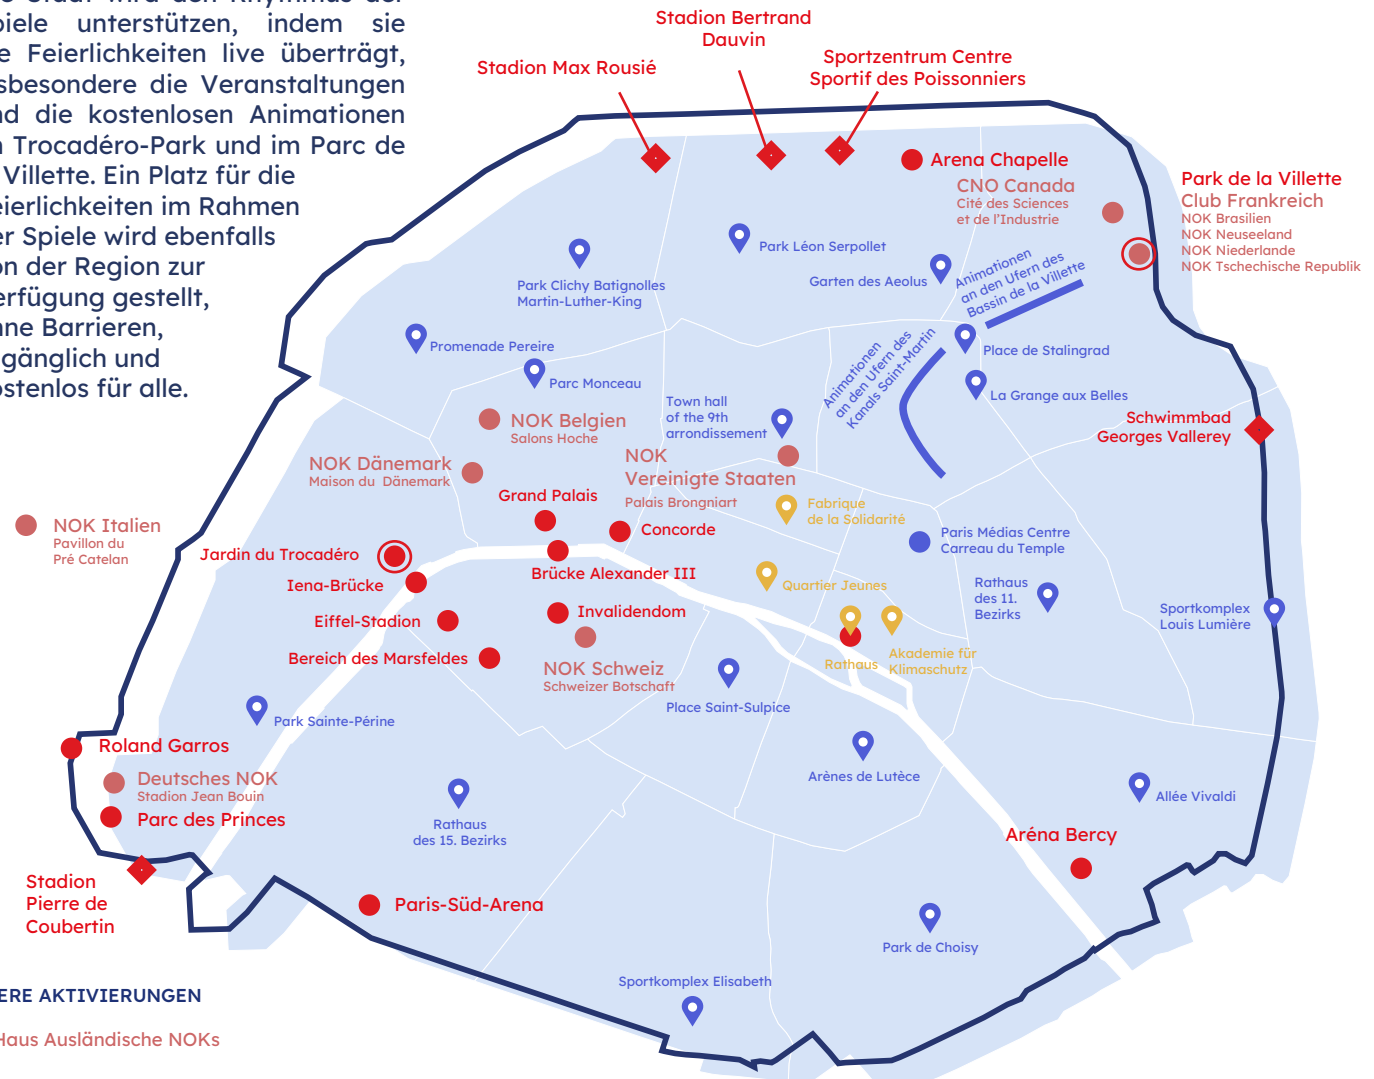 unterstützen, indem sie
Feierlichkeiten live überträgt,
die Veranstaltungen
die kostenlosen Animationen
Trocadéro-Park und im Parc de
Villette. Ein Platz für die
im Rahmen
Spiele wird ebenfalls
der Region zur
gestellt,
Barrieren,
und
für alle.
Stadion Bertrand
Dauvin
Stadion Max Rousié
Sportzentrum Centre
Sportif des Poissonniers
Arena Chapelle
CNO Canada
Cité des Sciences
et de l'Industrie
Park de la Villette
Club Frankreich
NOK Brasilien
NOK Neuseeland
NOK Niederlande
NOK Tschechische Republik
Park Léon Serpollet
Garten des Aeolus
Animationen
an den Ufern des
Bassin de la Villette
Park Clichy Batignolles
Martin-Luther-King
Promenade Pereire
Parc Monceau
Animationen
an den Ufern des
Kanals Saint-Martin
Place de Stalingrad
La Grange aux Belles
Town hall
of the 9th
arrondissement
NOK Belgien
Salons Hoche
Schwimmbad
Georges Vallerey
NOK Dänemark
Maison du Dänemark
NOK
Vereinigte Staaten
Palais Brongniart
Grand Palais
Concorde
Fabrique
de la Solidarité
NOK Italien
Pavillon du
Pré Catelan
Jardin du Trocadéro
Iena-Brücke
Brücke Alexander III
Paris Médias Centre
Carreau du Temple
Quartier Jeunes
Rathaus
des 11.
Bezirks
Eiffel-Stadion
Invalidendom
Sportkomplex
Louis Lumière
Bereich des Marsfeldes
NOK Schweiz
Schweizer Botschaft
Rathaus
Akademie für
Klimaschutz
Park Sainte-Périne
Place Saint-Sulpice
Roland Garros
Deutsches NOK
Stadion Jean Bouin
Parc des Princes
Arènes de Lutèce
Allée Vivaldi
Rathaus
des 15. Bezirks
Aréna Bercy
Stadion
Pierre de
Coubertin
Paris-Süd-Arena
Park de Choisy
Sportkomplex Elisabeth
AKTIVIERUNGEN
Haus Ausländische NOKs